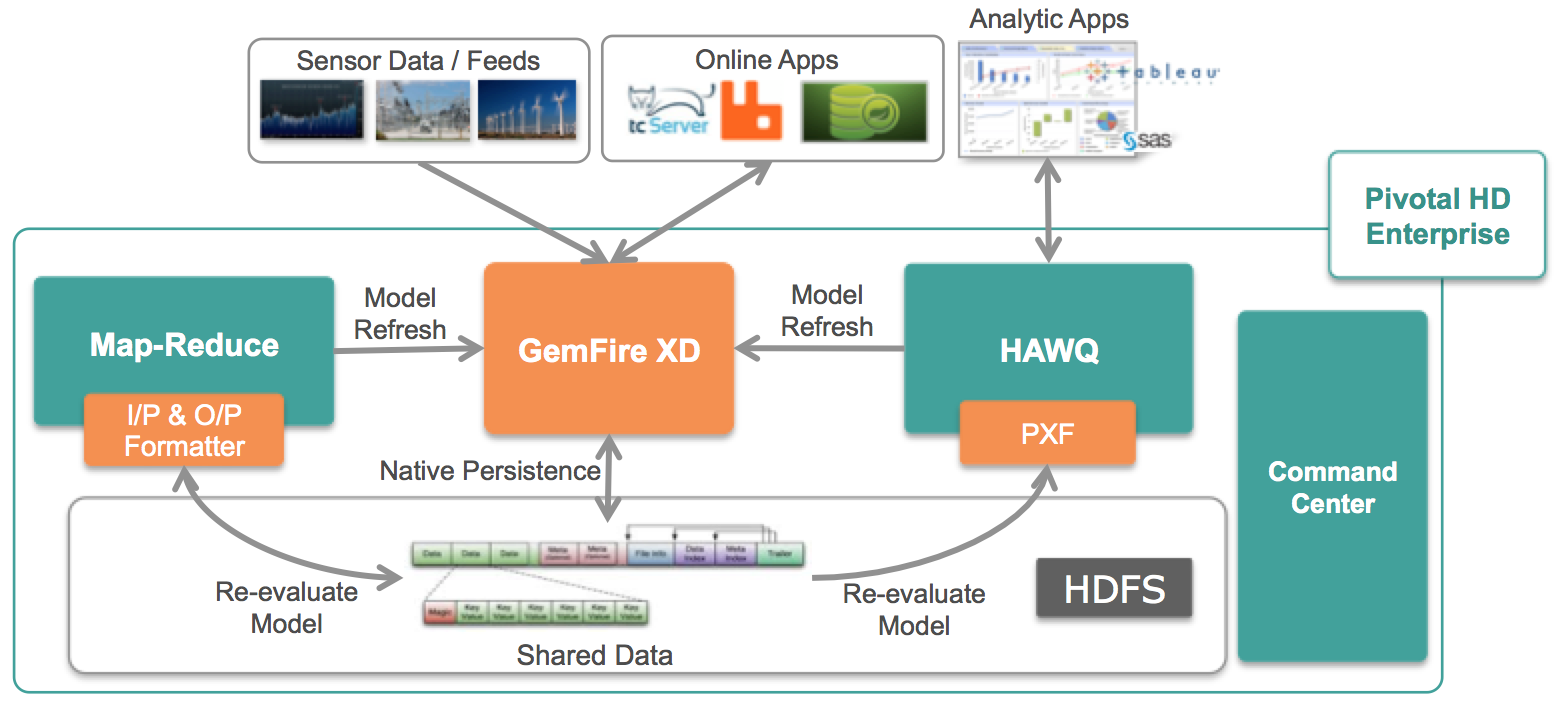 Analytic Apps
Sensor Data / Feeds
Online Apps
tc Server
tableau
sas
Pivotal HD
Enterprise
Map-Reduce
I/P & O/P
Formatter
Model
Refresh
GemFire XD
Model
Refresh
HAWQ
PXF
Command
Center
Native Persistence
Data
Data
Data
Meta
(Optional)
Meta
(Optional)
File Info
Data
Index
Meta
Index
Trailer
Magic
Key
Value
Key
Value
Key
Value
Key
Value
Key
Value
Key
Value
Re-evaluate
Model
Re-evaluate
Model
HDFS
Shared Data